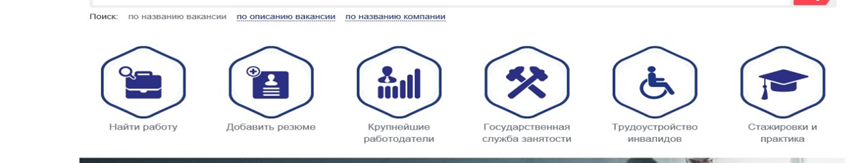 Поиск: по названию вакансии по описанию вакансии по названию компании
Найти работу
Добавить резюме
Крупнейшие
работодатели
Государственная
служба занятости
Трудоустройство
инвалидов
Стажировки и
практика